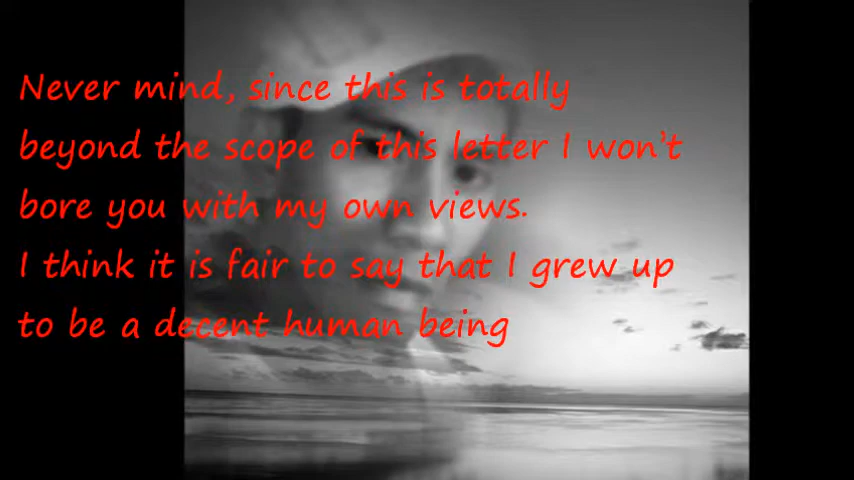 Never mind, since this is totally
beyond the scope of this letter I won't
bore you with my own views.
I think it is fair to say that I grew up
to be a decent human being